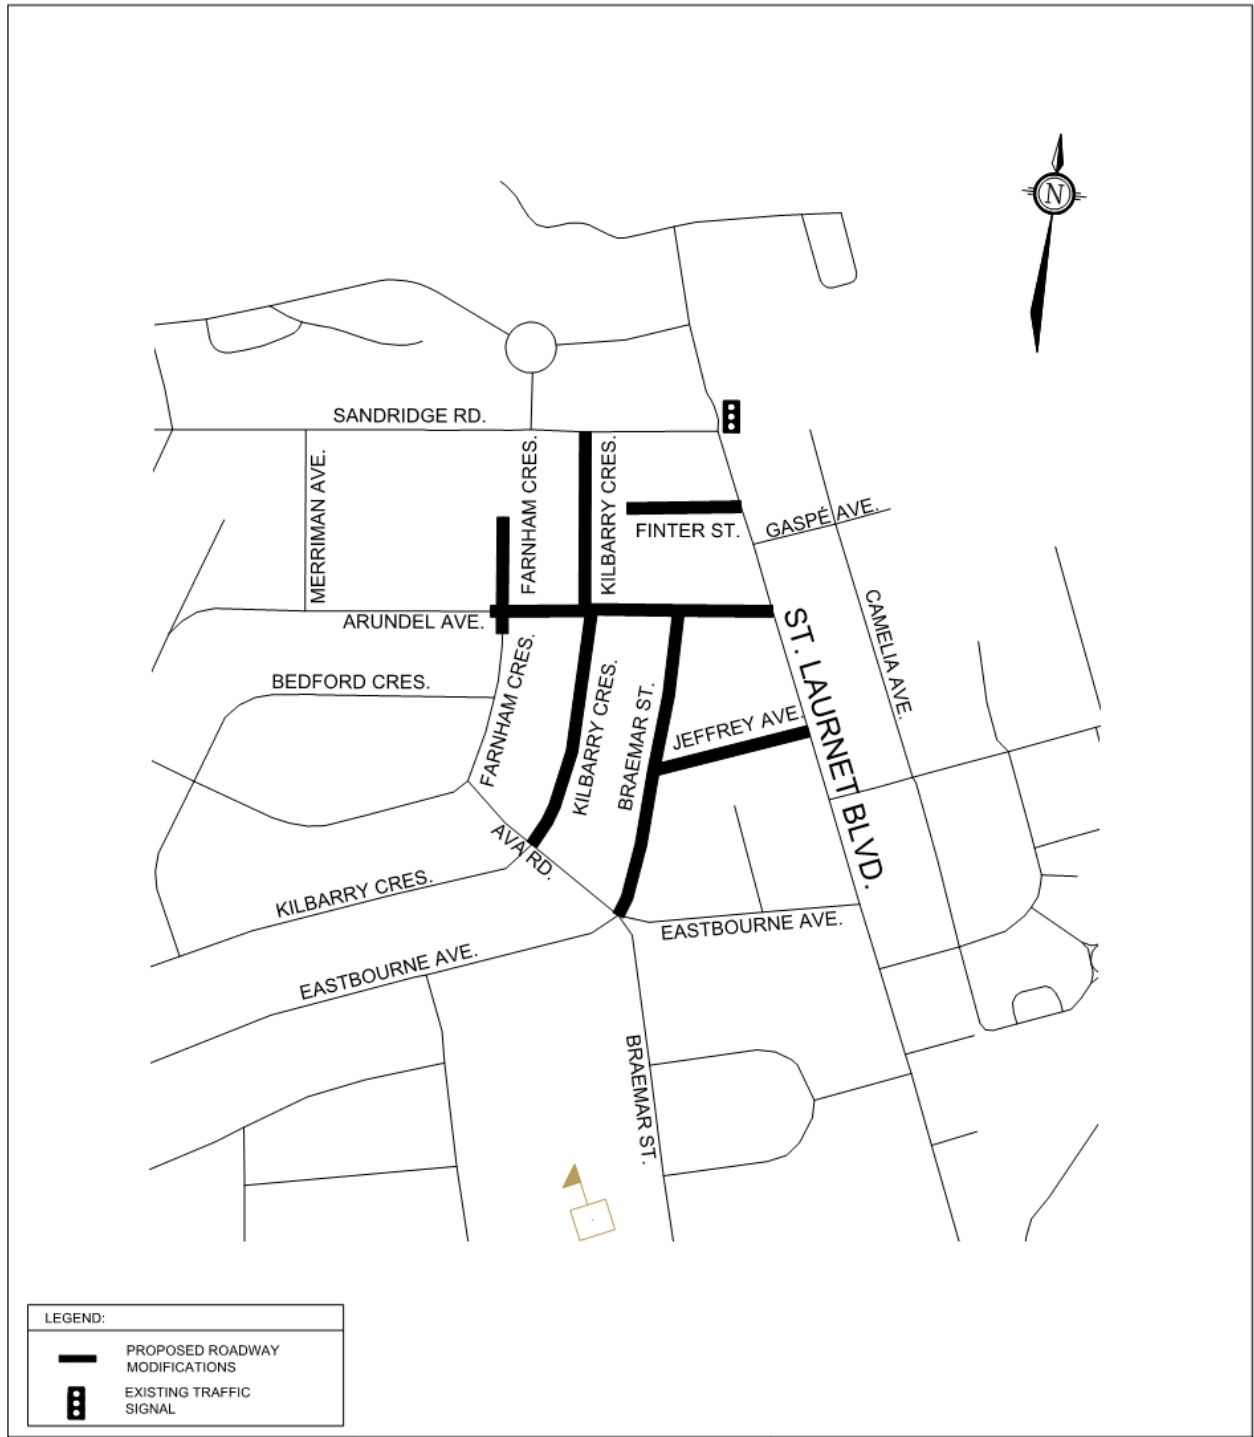 N
SANDRIDGE RD.
MERRIMAN AVE.
FARNHAM CRES.
KILBARRY CRES.
FINTER ST.
GASPÉ AVE.
ARUNDEL AVE.
CAMELIA AVE.
ST. LAURNET BLVD.
BEDFORD CRES.
FARNHAM CRES.
KILBARRY CRES.
BRAEMAR ST.
JEFFREY AVE.
AVA RD.
KILBARRY CRES.
EASTBOURNE AVE.
EASTBOURNE AVE.
BRAEMAR ST.
LEGEND:
PROPOSED ROADWAY
MODIFICATIONS
EXISTING TRAFFIC
SIGNAL